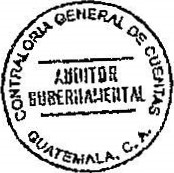 CONTRALORIA GENERAL DE CUENTAS
AUDITOR
GUBERNAMENTAL
GUATEMALA, C. A.